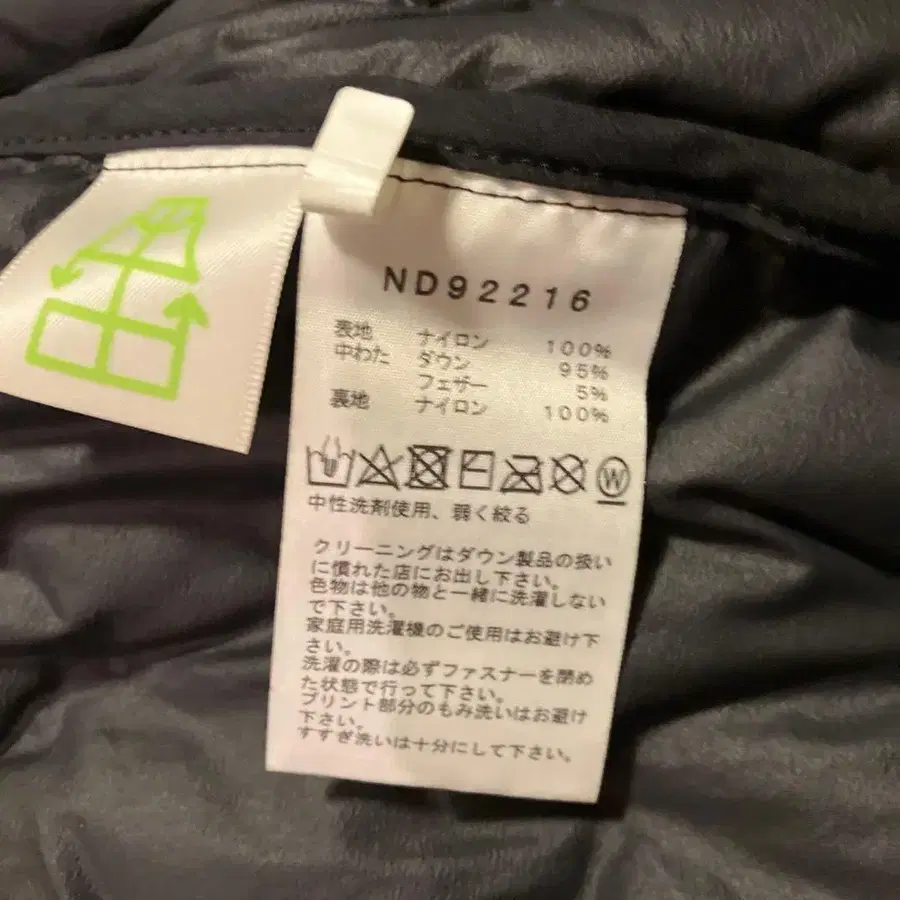 ND92216
表地 ナイロン 100%
中わた ダウン 95%
フェザー 5%
裏地 ナイロン 100%
W
中性洗剤使用、弱く絞る
クリーニングはダウン製品の扱い
に慣れた店にお出し下さい。
色物は他の物と一緒に洗濯しない
で下さい。
家庭用洗濯機のご使用はお避け下
さい。
洗濯の際は必ずファスナーを閉め
た状態で行って下さい。
プリント部分のもみ洗いはお避け
下さい。
すすぎ洗いは十分にして下さい。